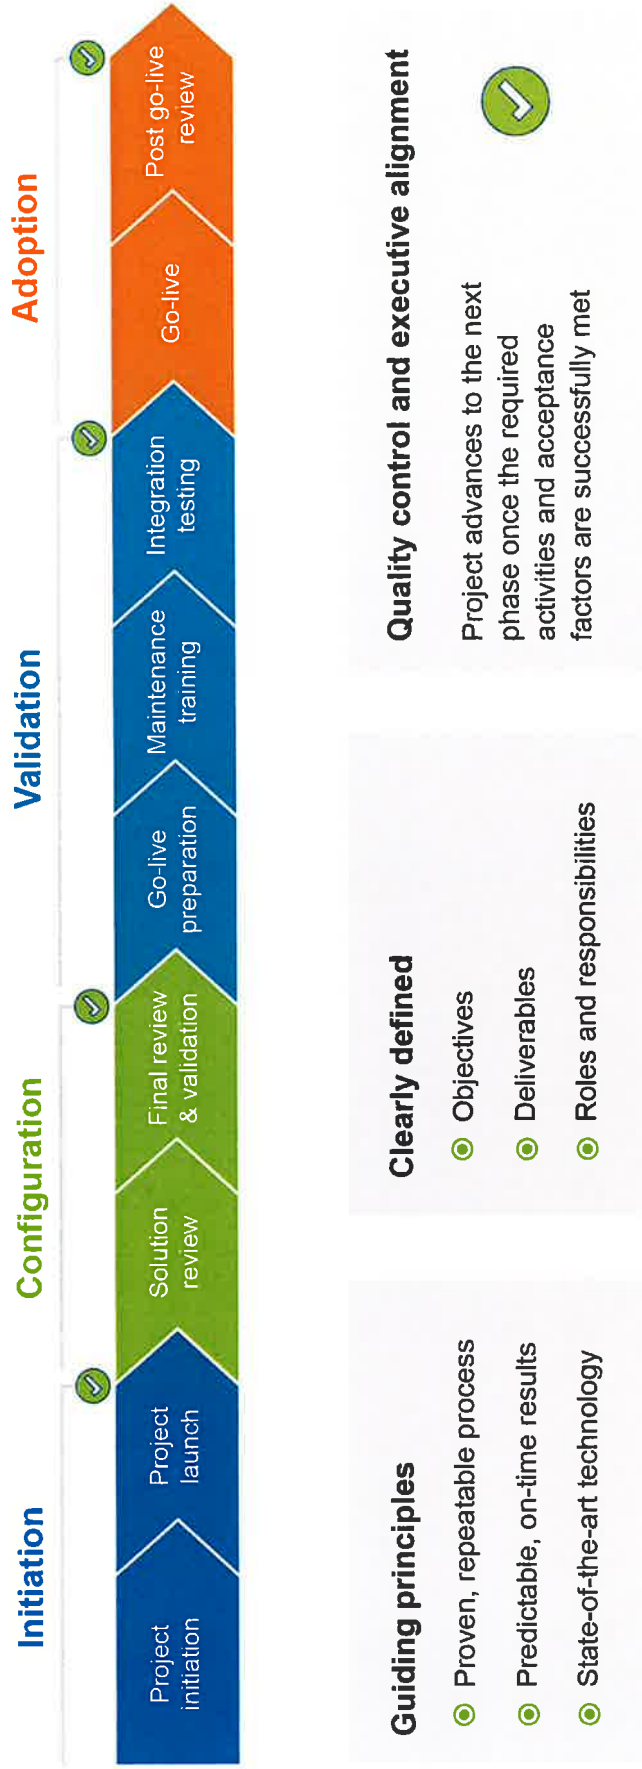 Initiation
Configuration
Validation
Adoption
Project
initiation
Project
launch
Solution
review
Final review
& validation
Go-live
preparation
Maintenance
training
Integration
testing
Go-live
Post go-live
review
Guiding principles
Proven, repeatable process
Predictable, on-time results
State-of-the-art technology
Clearly defined
Objectives
Deliverables
Roles and responsibilities
Quality control and executive alignment
Project advances to the next
phase once the required
activities and acceptance
factors are successfully met